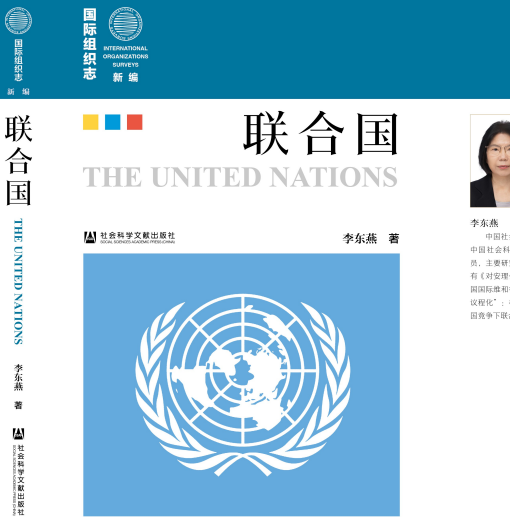 国际组织志
新 编
联合国
THE UNITED NATIONS
李东燕 著
社会科学文献出版社
国际组织志
INTERNATIONAL
ORGANIZATIONS
SURVEYS
新 编
联合国
THE UNITED NATIONS
社会科学文献出版社
SOCIAL SCIENCES ACADEMIC PRESS (CHINA)
李东燕 著
李东燕
中国社
中国社会科
员，主要研
有《对安理
国国际维和
议程化”；
国竞争下联